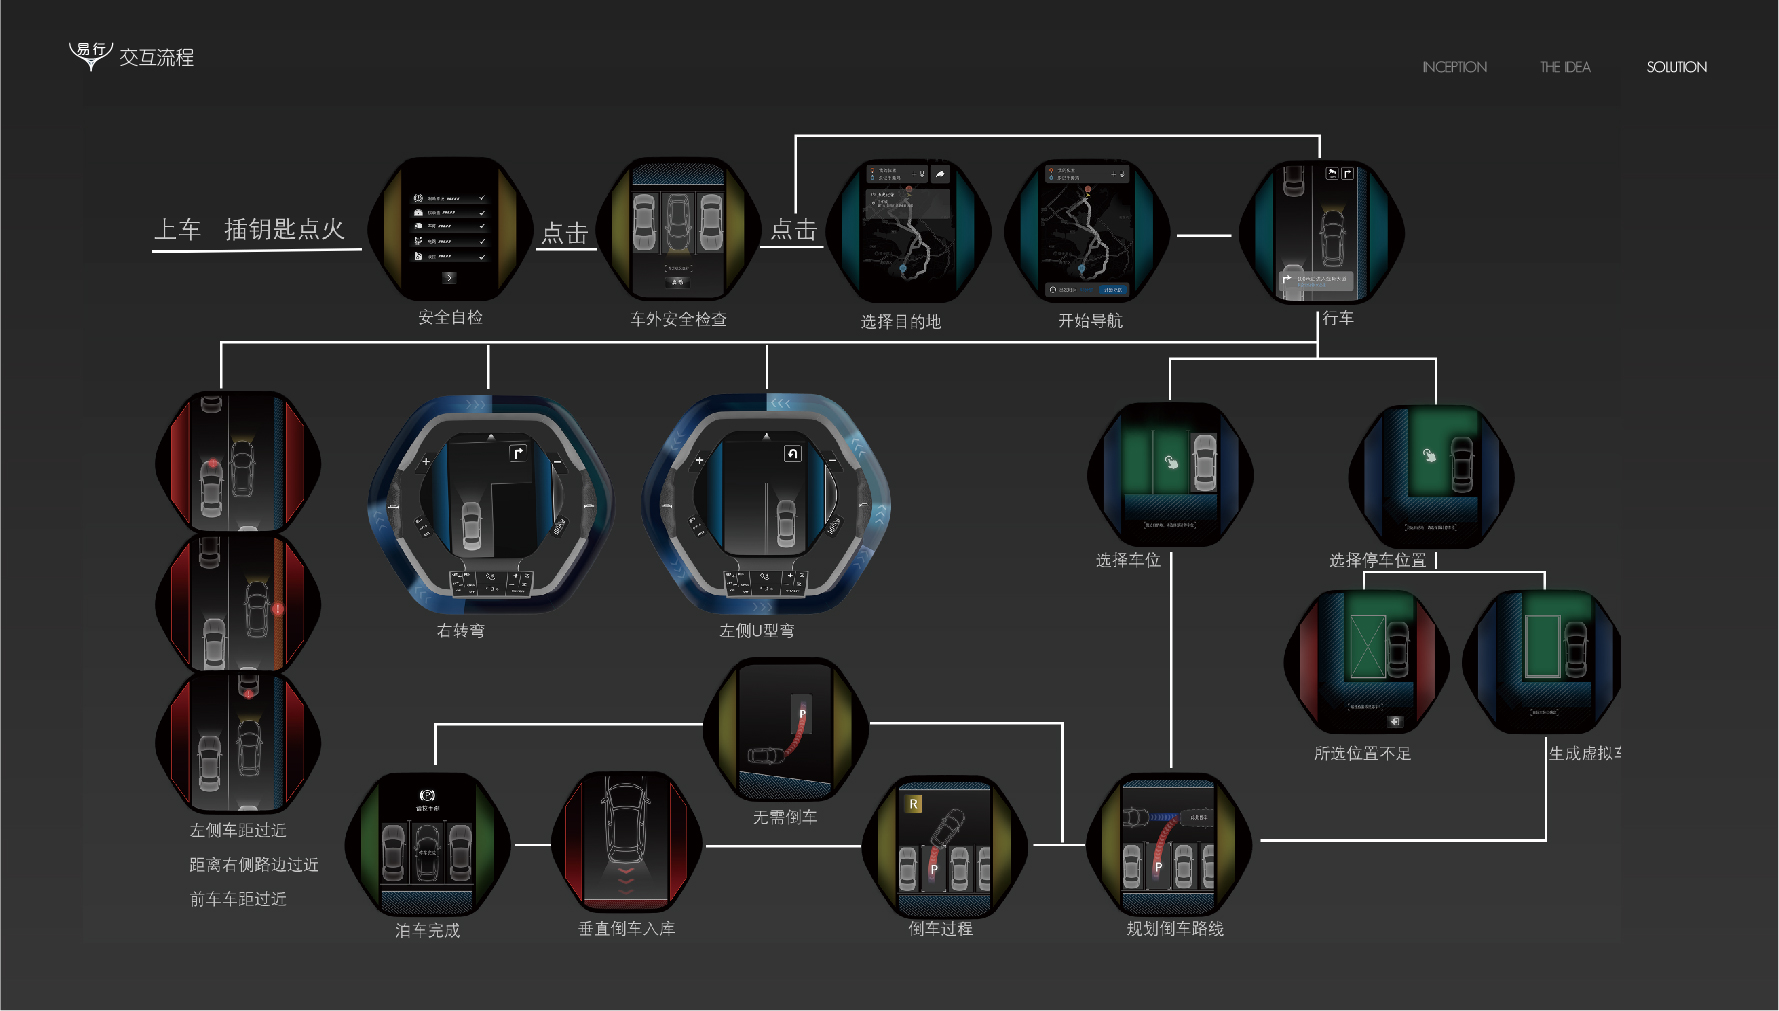 易行 交互流程
INCEPTION THE IDEA SOLUTION
上车 插钥匙点火
点击
点击
安全自检
车外安全检查
选择目的地
开始导航
行车
右转弯
左侧U型弯
选择车位
选择停车位置
所选位置不足
生成虚拟车
左侧车距过近
距离右侧路边过近
前车车距过近
P
无需倒车
R
P
P
泊车完成
垂直倒车入库
倒车过程
规划倒车路线